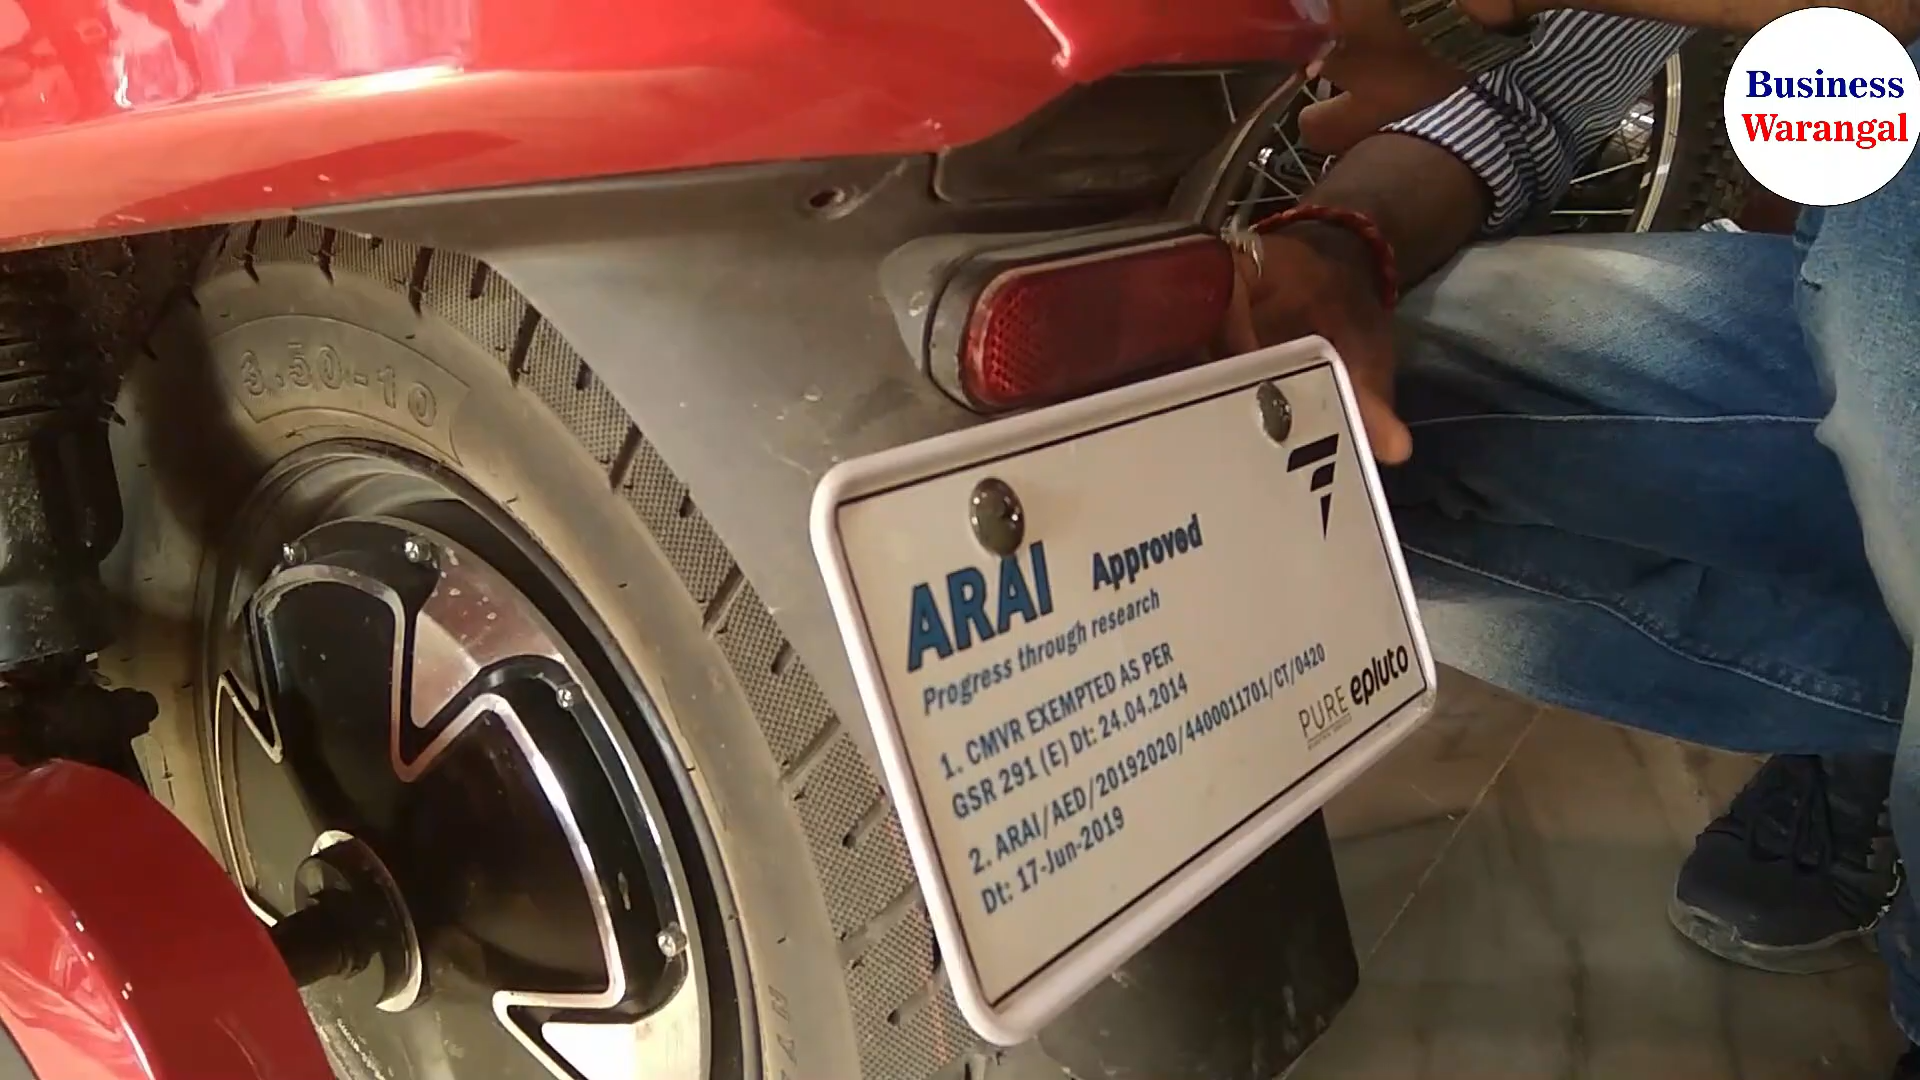 Business
Warangal
3.50-10
ARAI Approved
Progress through research
1. CMVR EXEMPTED AS PER
GSR 291 (E) Dt: 24.04.2014
2. ARAI/AED/20192020/4400011701/CT/0420
Dt: 17-Jun-2019
PURE epluto